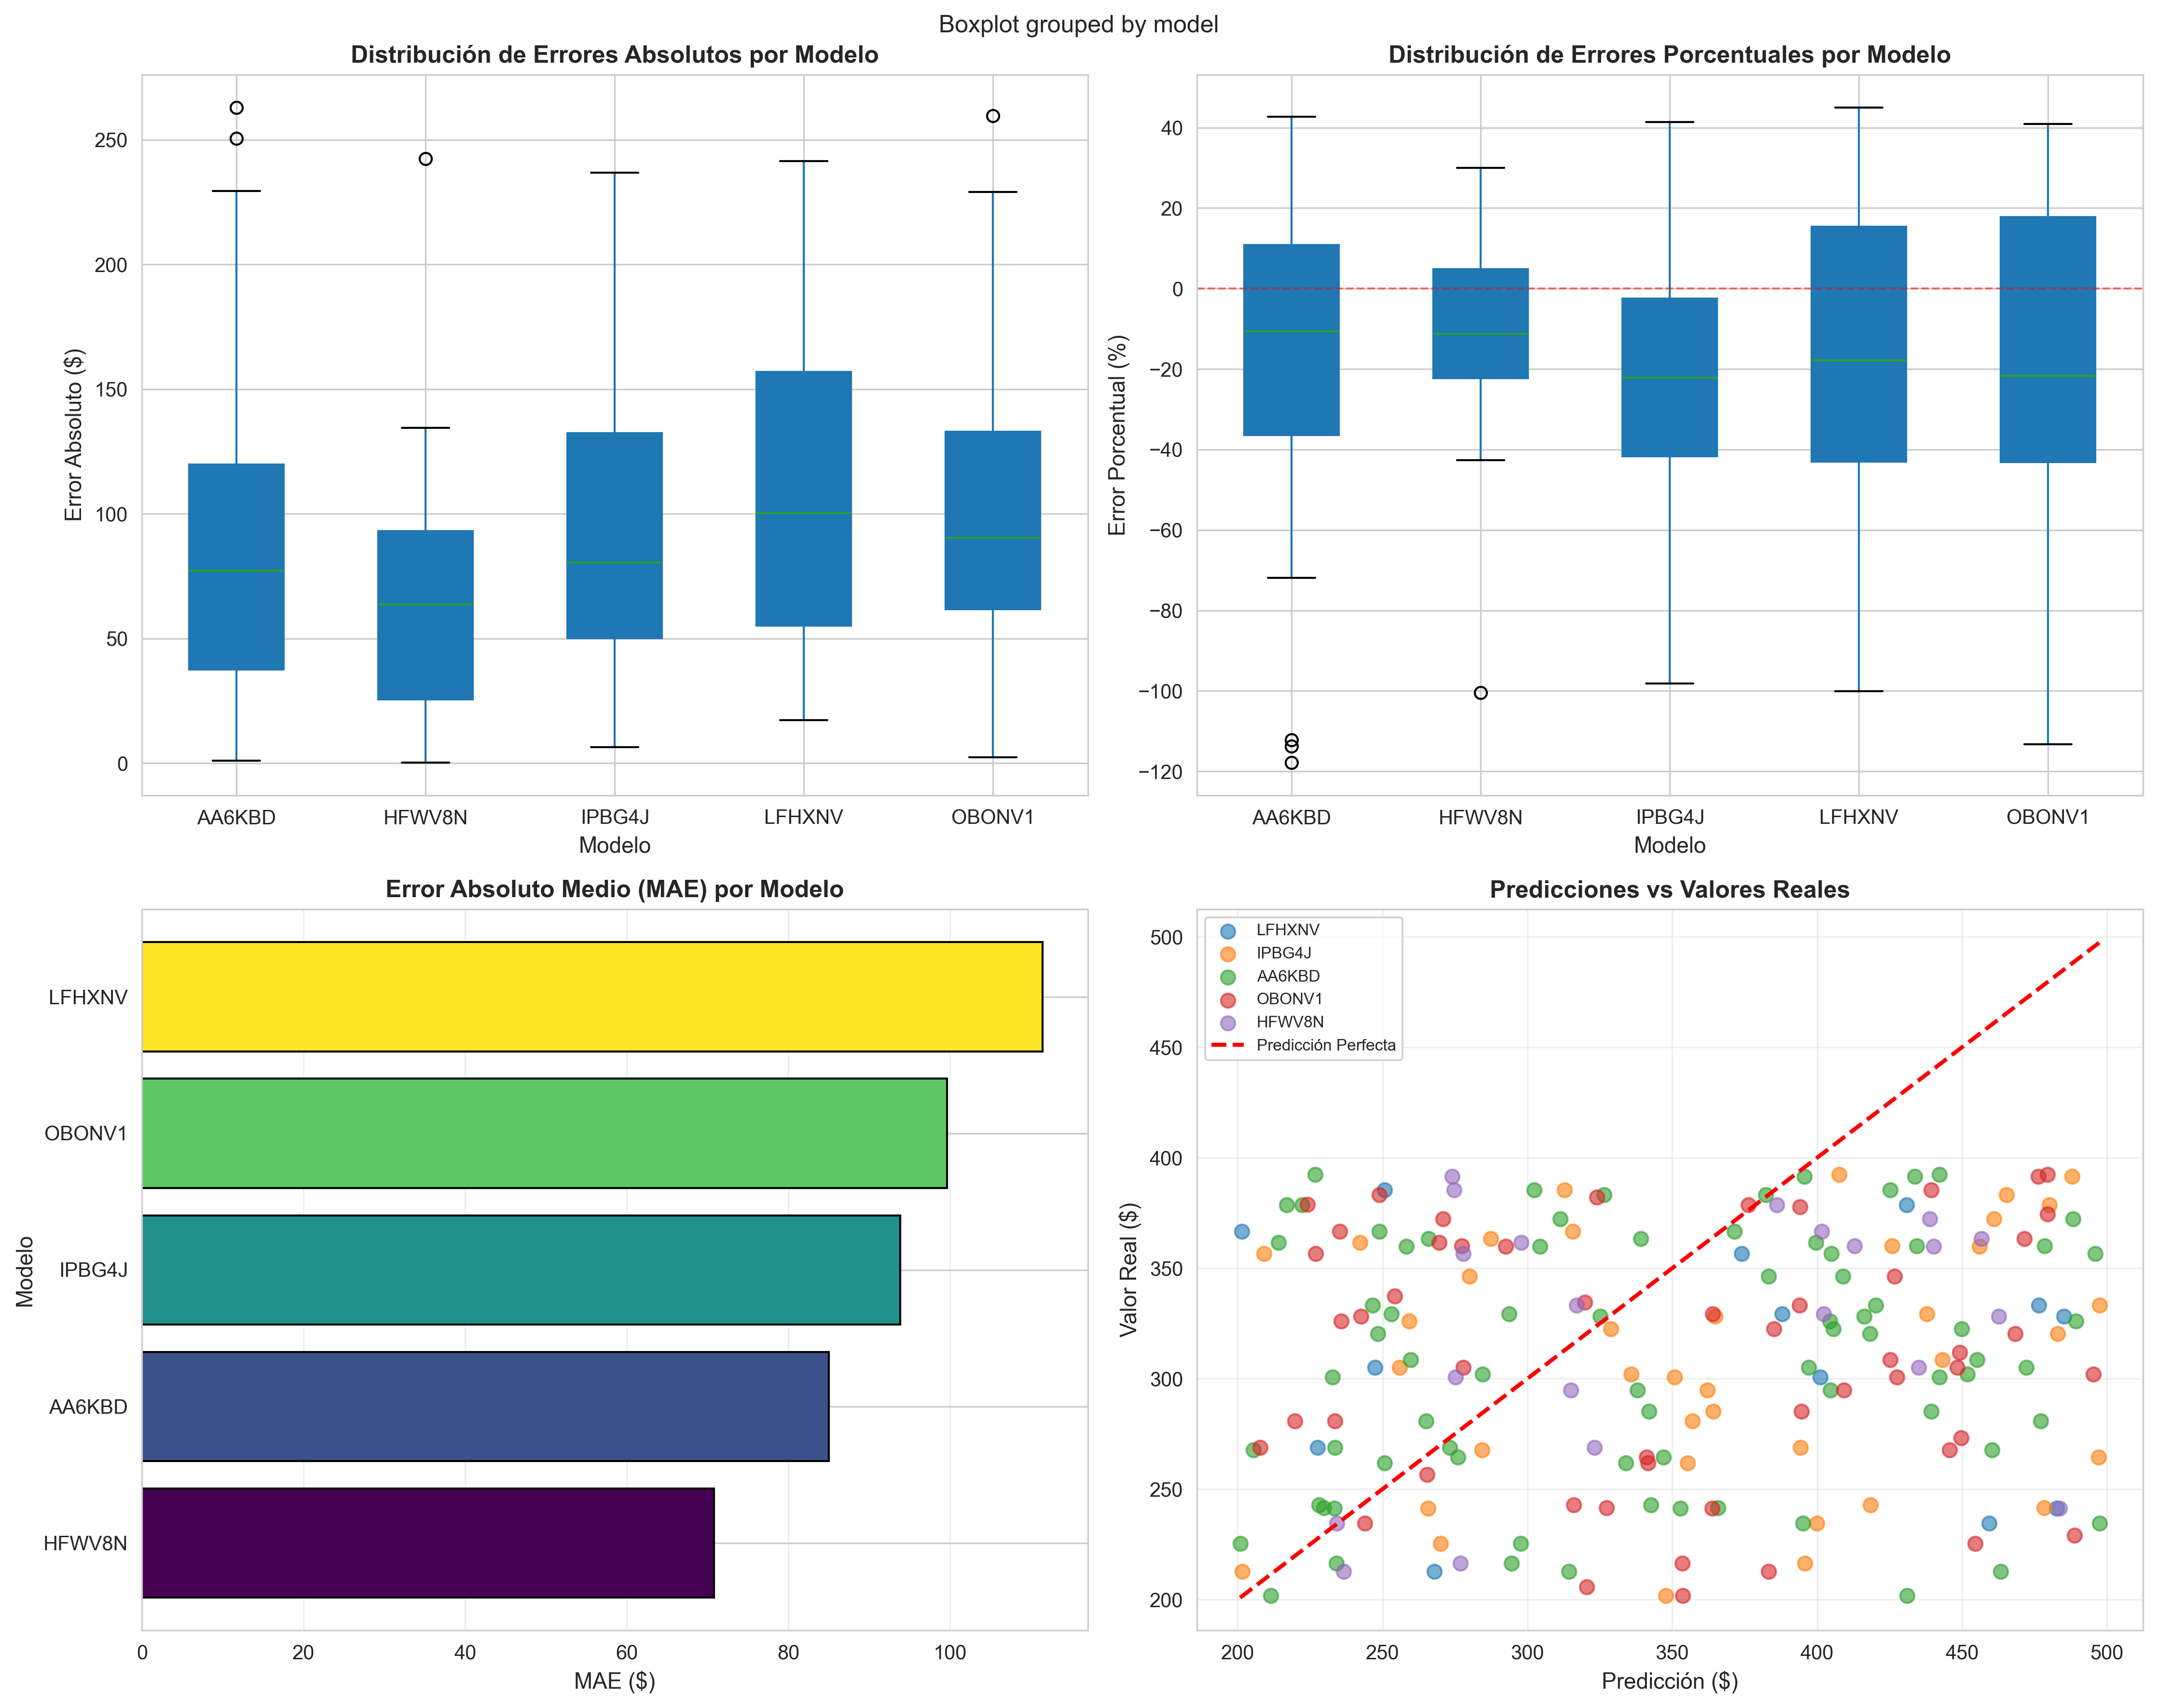 Boxplot grouped by model
Distribución de Errores Absolutos por Modelo
Error Absoluto ($)
250
200
150
100
50
0
AA6KBD
HFWV8N
IPBG4J
LFHXNV
OBONV1
Modelo
Distribución de Errores Porcentuales por Modelo
Error Porcentual (%)
40
20
0
−20
−40
−60
−80
−100
−120
AA6KBD
HFWV8N
IPBG4J
LFHXNV
OBONV1
Modelo
Error Absoluto Medio (MAE) por Modelo
Modelo
LFHXNV
OBONV1
IPBG4J
AA6KBD
HFWV8N
0
20
40
60
80
100
MAE ($)
Predicciones vs Valores Reales
LFHXNV
IPBG4J
AA6KBD
OBONV1
HFWV8N
Predicción Perfecta
Valor Real ($)
500
450
400
350
300
250
200
200
250
300
350
400
450
500
Predicción ($)